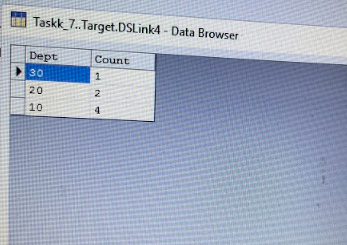 Taskk_7..Target.DSLink4 - Data Browser
Dept Count
30 1
20 2
10 4